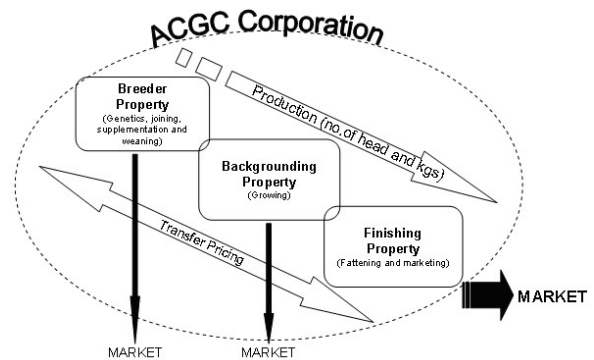 ACGC Corporation
Production (no. of head and kgs)
Breeder
Property
(Genetics, joining,
supplementation and
weaning)
Backgrounding
Property
(Growing)
Finishing
Property
(Fattening and marketing)
Transfer Pricing
MARKET
MARKET
MARKET